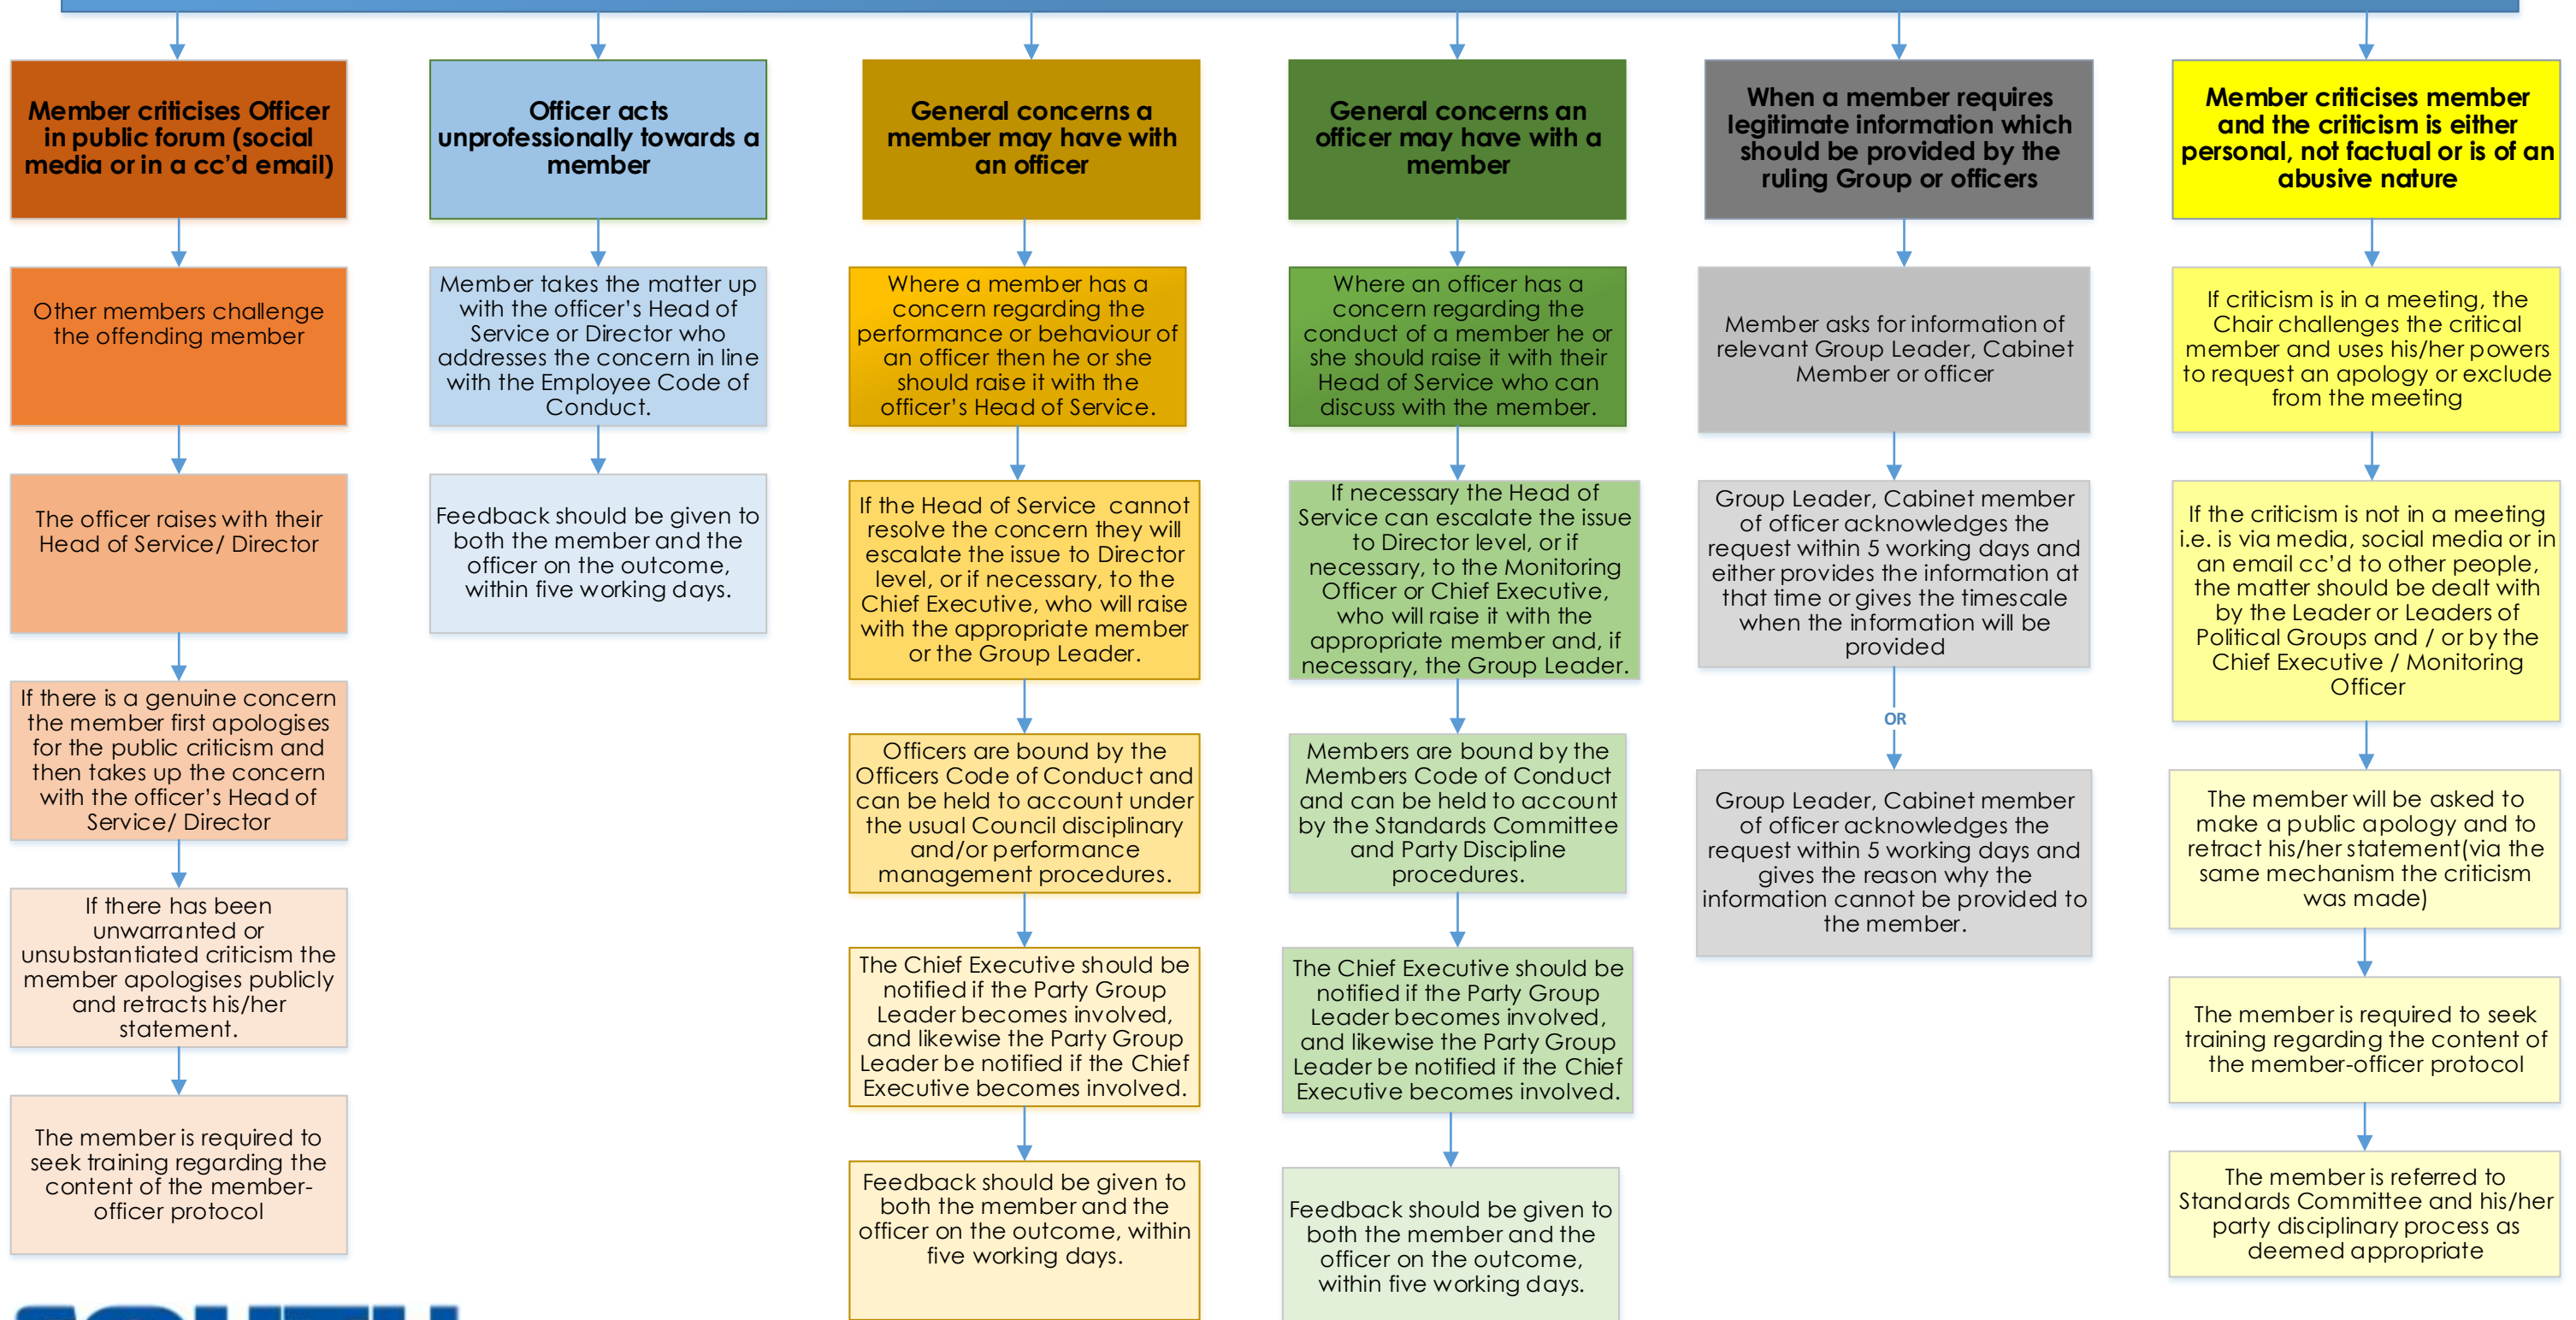 Member criticises Officer
in public forum (social
media or in a cc’d email)
Other members challenge
the offending member
The officer raises with their
Head of Service/ Director
If there is a genuine concern
the member first apologises
for the public criticism and
then takes up the concern
with the officer’s Head of
Service/ Director
If there has been
unwarranted or
unsubstantiated criticism the
member apologises publicly
and retracts his/her
statement.
The member is required to
seek training regarding the
content of the member-
officer protocol
Officer acts
unprofessionally towards a
member
Member takes the matter up
with the officer’s Head of
Service or Director who
addresses the concern in line
with the Employee Code of
Conduct.
Feedback should be given to
both the member and the
officer on the outcome,
within five working days.
General concerns a
member may have with
an officer
Where a member has a
concern regarding the
performance or behaviour of
an officer then he or she
should raise it with the
officer’s Head of Service.
If the Head of Service cannot
resolve the concern they will
escalate the issue to Director
level, or if necessary, to the
Chief Executive, who will raise
with the appropriate member
or the Group Leader.
Officers are bound by the
Officers Code of Conduct and
can be held to account under
the usual Council disciplinary
and/or performance
management procedures.
The Chief Executive should be
notified if the Party Group
Leader becomes involved,
and likewise the Party Group
Leader be notified if the Chief
Executive becomes involved.
Feedback should be given to
both the member and the
officer on the outcome, within
five working days.
General concerns an
officer may have with a
member
Where an officer has a
concern regarding the
conduct of a member he or
she should raise it with their
Head of Service who can
discuss with the member.
If necessary the Head of
Service can escalate the issue
to Director level, or if
necessary, to the Monitoring
Officer or Chief Executive,
who will raise it with the
appropriate member and, if
necessary, the Group Leader.
Members are bound by the
Members Code of Conduct
and can be held to account
by the Standards Committee
and Party Discipline
procedures.
The Chief Executive should be
notified if the Party Group
Leader becomes involved,
and likewise the Party Group
Leader be notified if the Chief
Executive becomes involved.
Feedback should be given to
both the member and the
officer on the outcome,
within five working days.
When a member requires
legitimate information which
should be provided by the
ruling Group or officers
Member asks for information of
relevant Group Leader, Cabinet
Member or officer
Group Leader, Cabinet member
of officer acknowledges the
request within 5 working days and
either provides the information at
that time or gives the timescale
when the information will be
provided
OR
Group Leader, Cabinet member
of officer acknowledges the
request within 5 working days and
gives the reason why the
information cannot be provided to
the member.
Member criticises member
and the criticism is either
personal, not factual or is of an
abusive nature
If criticism is in a meeting, the
Chair challenges the critical
member and uses his/her powers
to request an apology or exclude
from the meeting
If the criticism is not in a meeting
i.e. is via media, social media or in
an email cc’d to other people,
the matter should be dealt with
by the Leader or Leaders of
Political Groups and / or by the
Chief Executive / Monitoring
Officer
The member will be asked to
make a public apology and to
retract his/her statement(via the
same mechanism the criticism
was made)
The member is required to seek
training regarding the content of
the member-officer protocol
The member is referred to
Standards Committee and his/her
party disciplinary process as
deemed appropriate